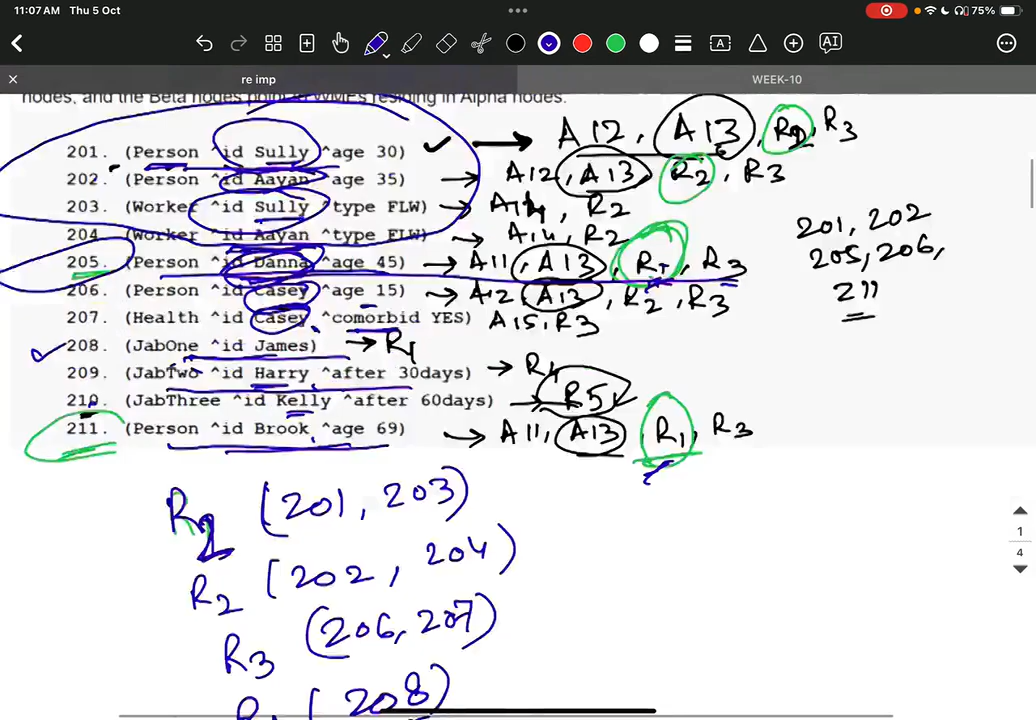 11:07 AM Thu 5 Oct
75%
A
AI
re imp
WEEK-10
nodes, and the Beta nodes point to WMEs residing in Alpha nodes.
201. (Person ^id Sully ^age 30) → A12, A13, R2, R3
202. (Person ^id Aayan ^age 35) → A12, A13 R2, R3
203. (Worker ^id Sully ^type FLW) → A14, R2
204. (Worker ^id Aayan ^type FLW) → A14, R2
205. (Person ^id Danna ^age 45) → A11, A13, R1, R3
206. (Person ^id Casey ^age 15) → A12 A13, R2, R3
207. (Health ^id Casey ^comorbid YES) A15, R3
208. (JabOne ^id James) → R4
209. (JabTwo ^id Harry ^after 30days) → R4
210. (JabThree ^id Kelly ^after 60days) → R5
211. (Person ^id Brook ^age 69) → A11, A13, R1, R3
201, 202
205, 206,
211
R2 (201, 203)
R2 (202, 204)
R3 (206, 207)
(208)
1
4